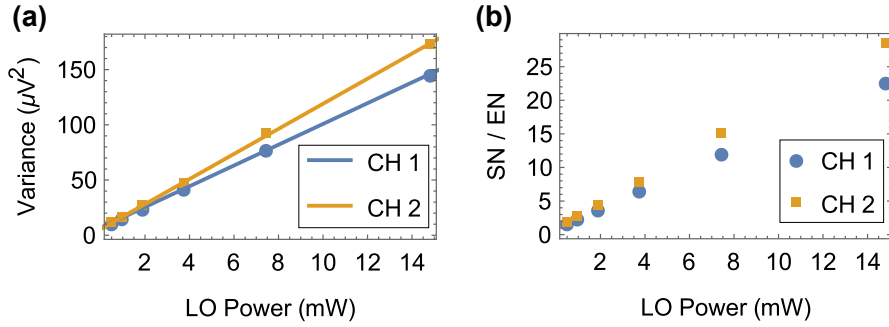 (a)
Variance (μV²)
150
100
50
0
2 4 6 8 10 12 14
LO Power (mW)
CH 1
CH 2
(b)
SN / EN
25
20
15
10
5
0
0 2 4 6 8 10 12 14
LO Power (mW)
CH 1
CH 2